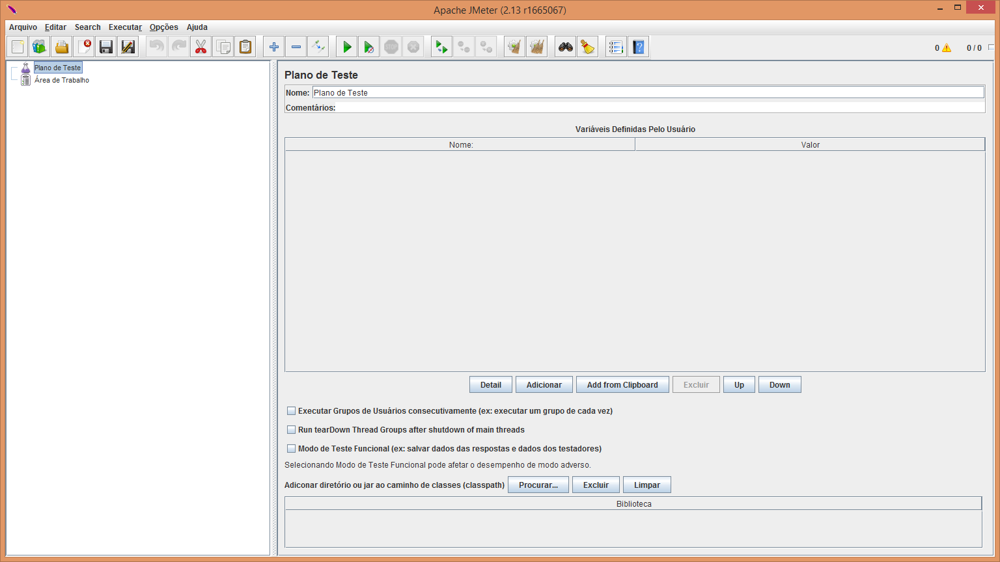 Apache JMeter (2.13 r1665067)
Arquivo Editar Search Executar Opções Ajuda
STOP
0 0 / 0
Plano de Teste
Área de Trabalho
Plano de Teste
Nome: Plano de Teste
Comentários:
Variáveis Definidas Pelo Usuário
Nome: Valor
Detail Adicionar Add from Clipboard Excluir Up Down
Executar Grupos de Usuários consecutivamente (ex: executar um grupo de cada vez)
Run tearDown Thread Groups after shutdown of main threads
Modo de Teste Funcional (ex: salvar dados das respostas e dados dos testadores)
Selecionando Modo de Teste Funcional pode afetar o desempenho de modo adverso.
Adiconar diretório ou jar ao caminho de classes (classpath) Procurar... Excluir Limpar
Biblioteca